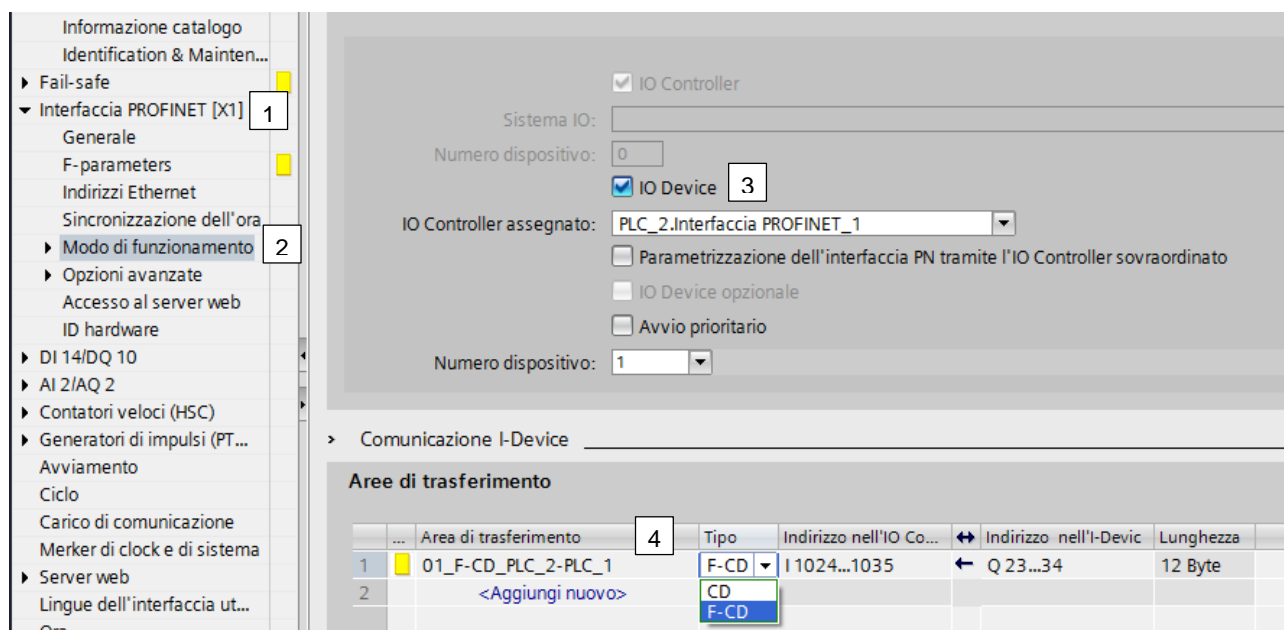 Informazione catalogo
Identification & Mainten...
Fail-safe
Interfaccia PROFINET [X1] 1
Generale
F-parameters
Indirizzi Ethernet
Sincronizzazione dell'ora
Modo di funzionamento 2
Opzioni avanzate
Accesso al server web
ID hardware
DI 14/DQ 10
AI 2/AQ 2
Contatori veloci (HSC)
Generatori di impulsi (PT...
Avviamento
Ciclo
Carico di comunicazione
Merker di clock e di sistema
Server web
Lingue dell'interfaccia ut...
IO Controller
Sistema IO:
Numero dispositivo: 0
IO Device 3
IO Controller assegnato: PLC_2.Interfaccia PROFINET_1
Parametrizzazione dell'interfaccia PN tramite l'IO Controller sovraordinato
IO Device opzionale
Avvio prioritario
Numero dispositivo: 1
Comunicazione I-Device
Aree di trasferimento
... Area di trasferimento 4 Tipo Indirizzo nell'IO Co... ↔ Indirizzo nell'I-Devic Lunghezza
1 01_F-CD_PLC_2-PLC_1 F-CD I 1024...1035 ← Q 23...34 12 Byte
2 <Aggiungi nuovo> CD
F-CD